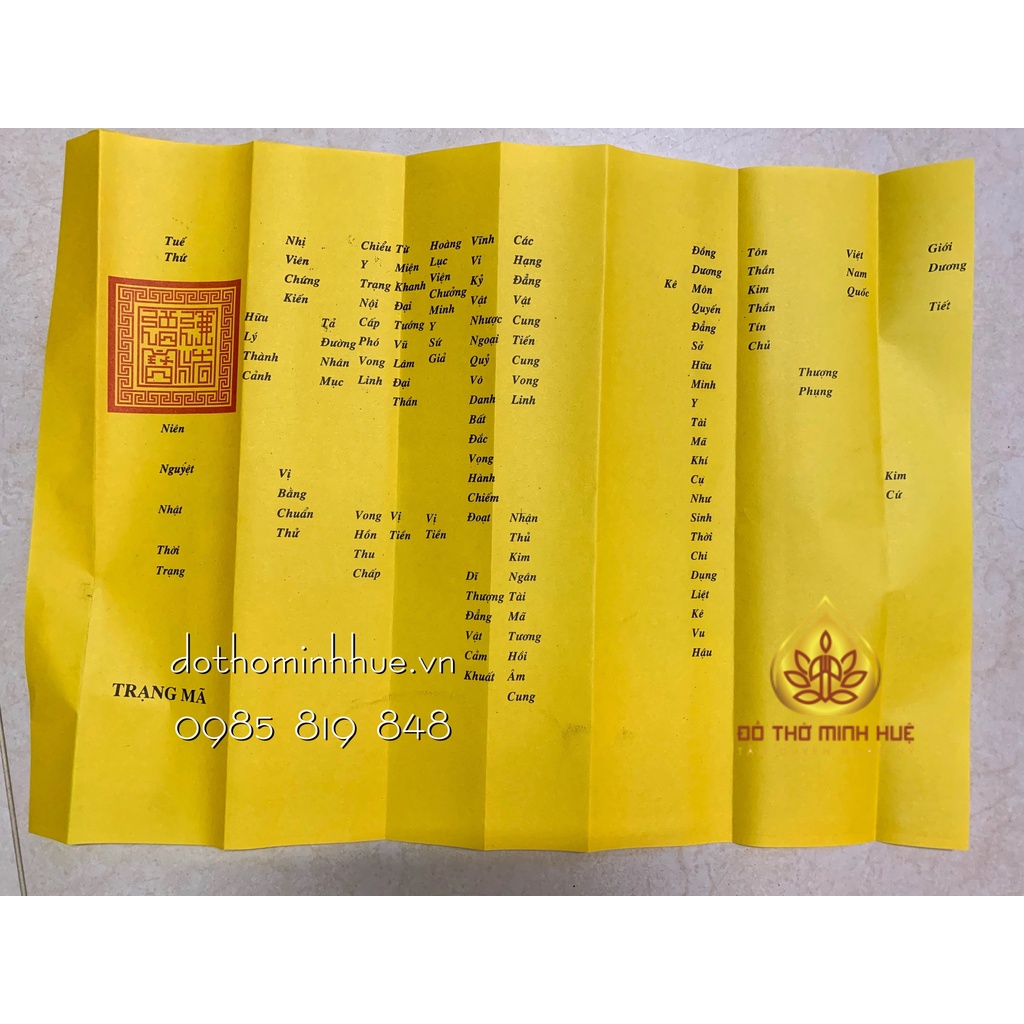 Giới Dương Tiết
Kim Cứ
Việt Nam Quốc
Thượng Phụng
Tôn Thần Kim Thần Tín Chủ
Đồng Dương Môn Quyến Đẳng Sở Hữu Minh Y Tài Mã Khí Cụ Như Sinh Thời Chi Dụng Liệt Kê Vu Hậu
Kê
Các Hạng Đẳng Vật Cung Tiến Cung Vong Linh
Nhận Thủ Kim Ngân Tài Mã Tương Hồi Âm Cung
Vĩnh Vi Kỷ Vật Nhược Ngoại Quỷ Vô Danh Bất Đắc Vọng Hành Chiếm Đoạt
Dĩ Thượng Đẳng Vật Cảm Khuất
Hoàng Lục Viện Chưởng Minh Y Sứ Giả
Vị Tiền
Từ Miện Khanh Đại Tướng Vũ Lâm Đại Thần
Vị Tiền
Chiểu Y Trạng Nội Cấp Phó Vong Linh
Vong Hồn Thu Chấp
Tả Đường Nhân Mục
Nhị Viên Chứng Kiến
Vị Bằng Chuẩn Thử
Hữu Lý Thành Cảnh
Tuế Thứ
Niên Nguyệt Nhật Thời Trạng
TRẠNG MÃ
dothominhhue.vn
0985 819 848
ĐỒ THỜ MINH HUỆ